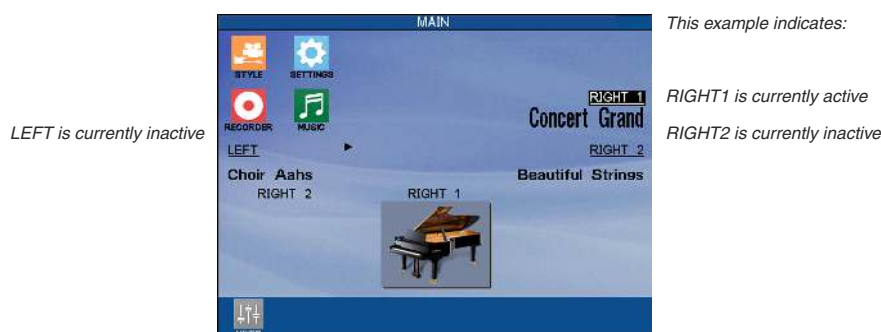 MAIN
This example indicates:
STYLE
SETTINGS
RIGHT 1
RIGHT1 is currently active
Concert Grand
RECORDER
MUSIC
LEFT is currently inactive
RIGHT2 is currently inactive
LEFT
RIGHT 2
Choir Aahs
Beautiful Strings
RIGHT 2
RIGHT 1